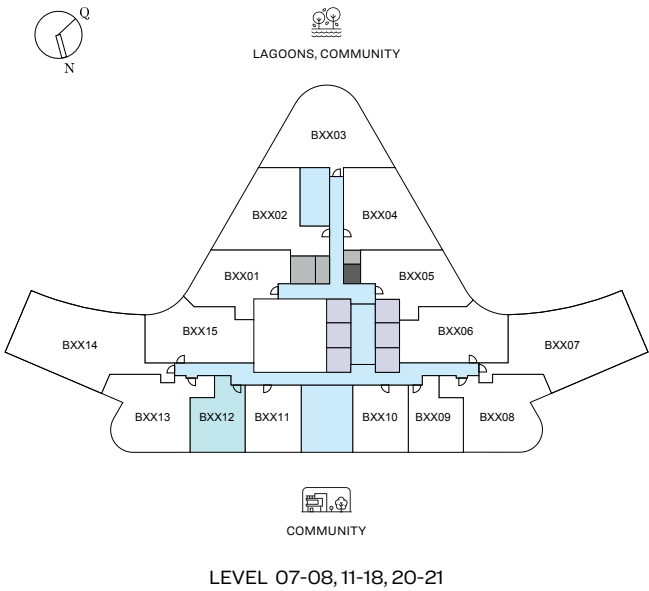 Q
N
LAGOONS, COMMUNITY
BXX03
BXX02
BXX04
BXX01
BXX05
BXX15
BXX06
BXX14
BXX07
BXX13
BXX12
BXX11
BXX10
BXX09
BXX08
COMMUNITY
LEVEL 07-08, 11-18, 20-21